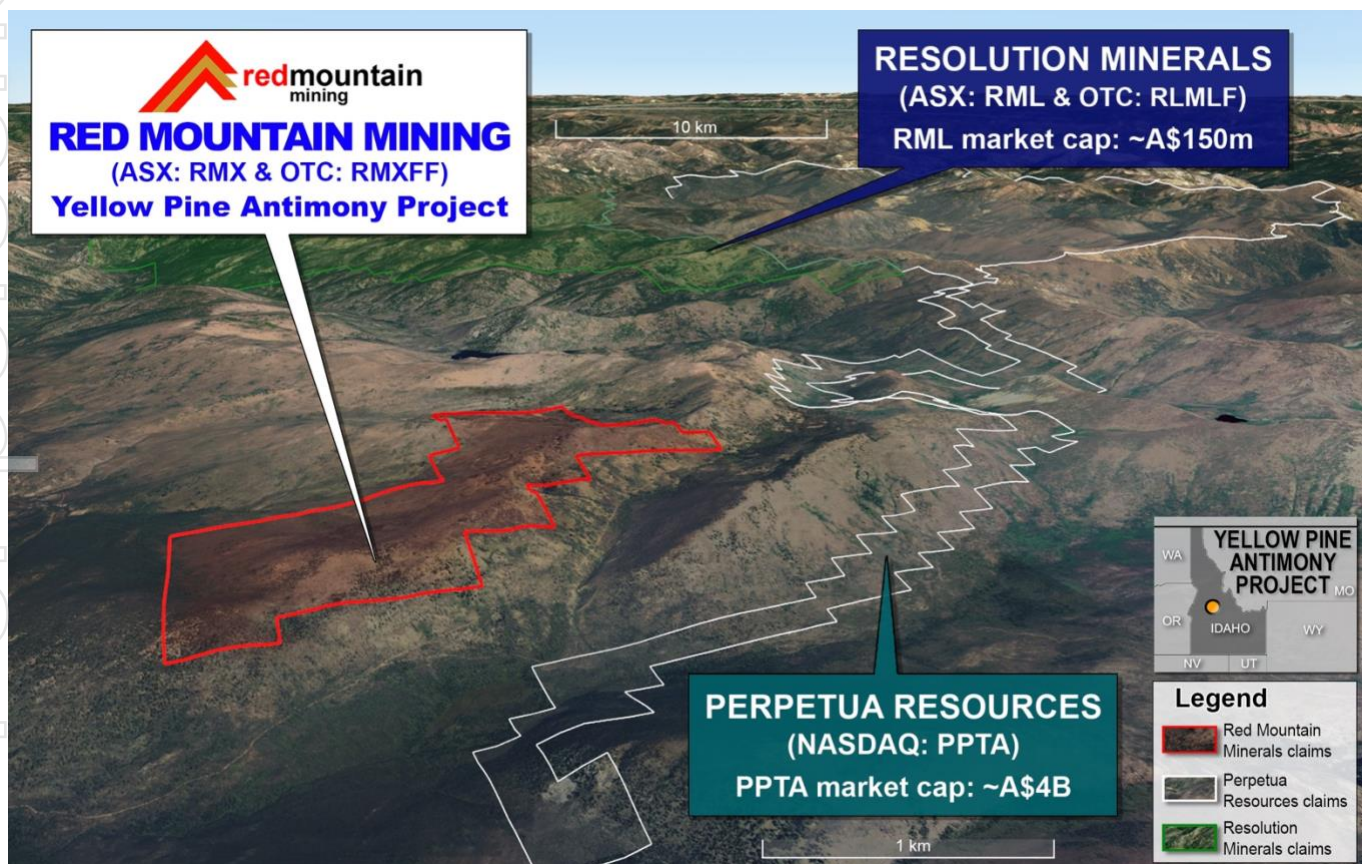 redmountain
mining
RED MOUNTAIN MINING
(ASX: RMX & OTC: RMXFF)
Yellow Pine Antimony Project
RESOLUTION MINERALS
(ASX: RML & OTC: RLMLF)
RML market cap: ~A$150m
10 km
PERPETUA RESOURCES
(NASDAQ: PPTA)
PPTA market cap: ~A$4B
1 km
YELLOW PINE
ANTIMONY
PROJECT
WA
MO
OR
IDAHO
WY
NV
UT
Legend
Red Mountain
Minerals claims
Perpetua
Resources claims
Resolution
Minerals claims